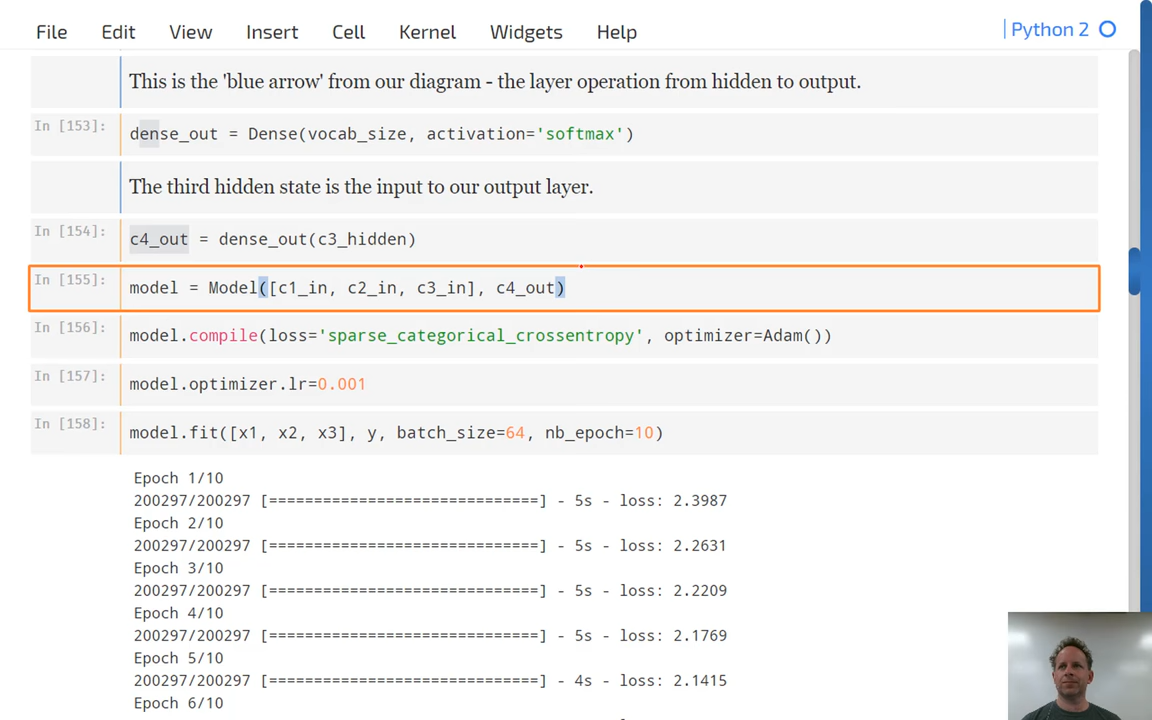 File Edit View Insert Cell Kernel Widgets Help Python 2
This is the 'blue arrow' from our diagram - the layer operation from hidden to output.
In [153]: dense_out = Dense(vocab_size, activation='softmax')
The third hidden state is the input to our output layer.
In [154]: c4_out = dense_out(c3_hidden)
In [155]: model = Model([c1_in, c2_in, c3_in], c4_out)
In [156]: model.compile(loss='sparse_categorical_crossentropy', optimizer=Adam())
In [157]: model.optimizer.lr=0.001
In [158]: model.fit([x1, x2, x3], y, batch_size=64, nb_epoch=10)
Epoch 1/10
200297/200297 [==============================] - 5s - loss: 2.3987
Epoch 2/10
200297/200297 [==============================] - 5s - loss: 2.2631
Epoch 3/10
200297/200297 [==============================] - 5s - loss: 2.2209
Epoch 4/10
200297/200297 [==============================] - 5s - loss: 2.1769
Epoch 5/10
200297/200297 [==============================] - 4s - loss: 2.1415
Epoch 6/10